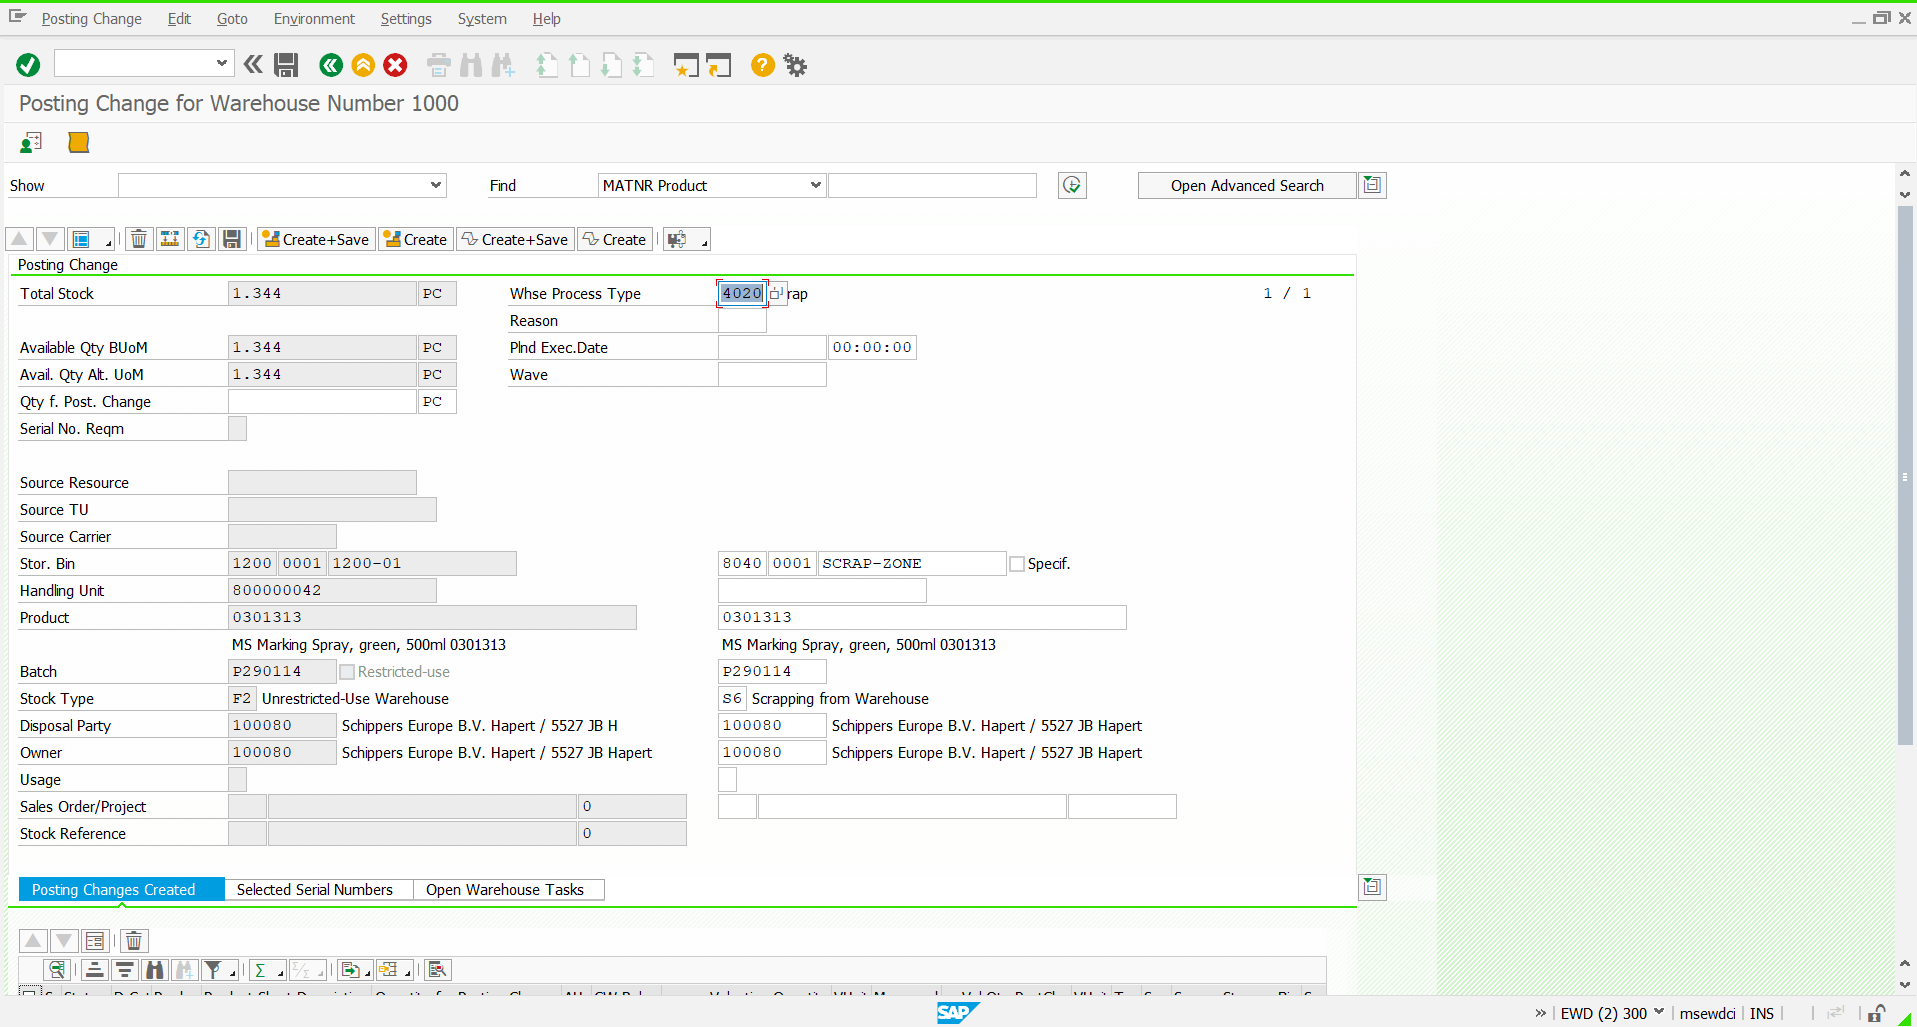 Posting Change Edit Goto Environment Settings System Help
Posting Change for Warehouse Number 1000
Show Find MATNR Product Open Advanced Search
Create+Save Create Create+Save Create
Posting Change
Total Stock 1.344 PC Whse Process Type 4020 rap 1 / 1
Reason
Available Qty BUoM 1.344 PC Plnd Exec.Date 00:00:00
Avail. Qty Alt. UoM 1.344 PC Wave
Qty f. Post. Change PC
Serial No. Reqm
Source Resource
Source TU
Source Carrier
Stor. Bin 1200 0001 1200-01 8040 0001 SCRAP-ZONE Specif.
Handling Unit 800000042
Product 0301313 0301313
MS Marking Spray, green, 500ml 0301313 MS Marking Spray, green, 500ml 0301313
Batch P290114 Restricted-use P290114
Stock Type F2 Unrestricted-Use Warehouse S6 Scrapping from Warehouse
Disposal Party 100080 Schippers Europe B.V. Hapert / 5527 JB H 100080 Schippers Europe B.V. Hapert / 5527 JB Hapert
Owner 100080 Schippers Europe B.V. Hapert / 5527 JB Hapert 100080 Schippers Europe B.V. Hapert / 5527 JB Hapert
Usage
Sales Order/Project 0
Stock Reference 0
Posting Changes Created Selected Serial Numbers Open Warehouse Tasks
SAP EWD (2) 300 msewdci INS